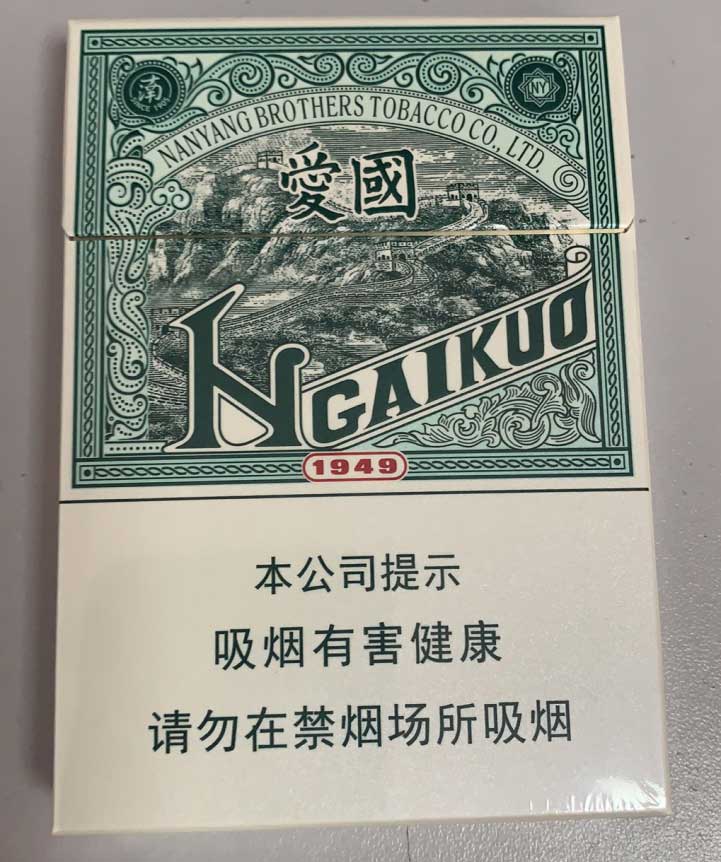 南
NY
NANYANG BROTHERS TOBACCO CO., LTD.
愛國
NGAIKUO
1949
本公司提示
吸烟有害健康
请勿在禁烟场所吸烟